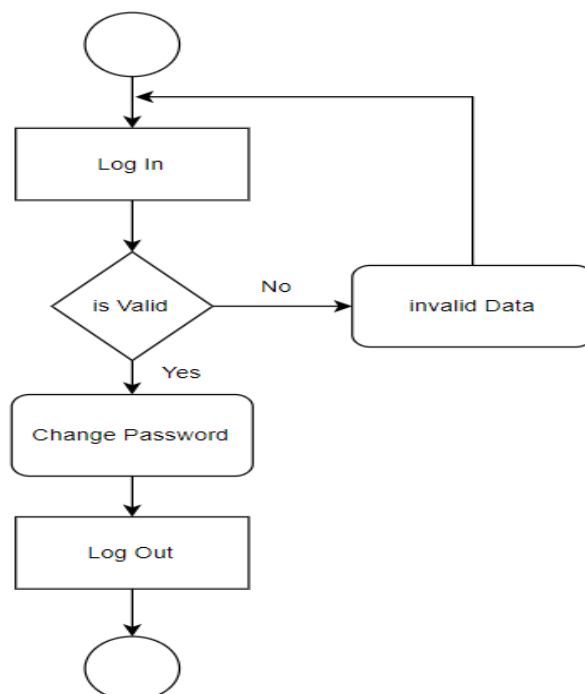 Log In
is Valid
No
invalid Data
Yes
Change Password
Log Out